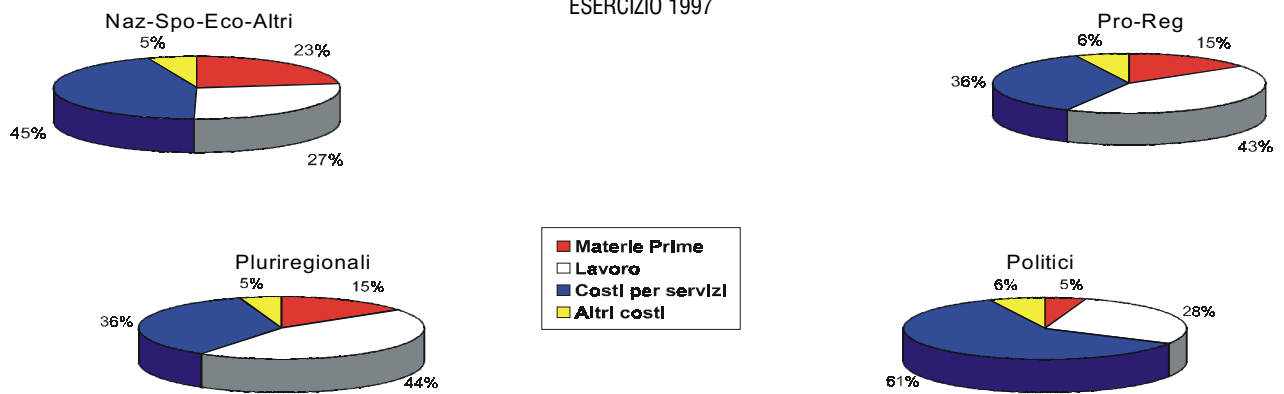 ESERCIZIO 1997
Naz-Spo-Eco-Altri
5%
23%
45%
27%
Pro-Reg
6%
15%
36%
43%
Pluriregionali
5%
15%
36%
44%
Materie Prime
Lavoro
Costi per servizi
Altri costi
Politici
6%
5%
28%
61%